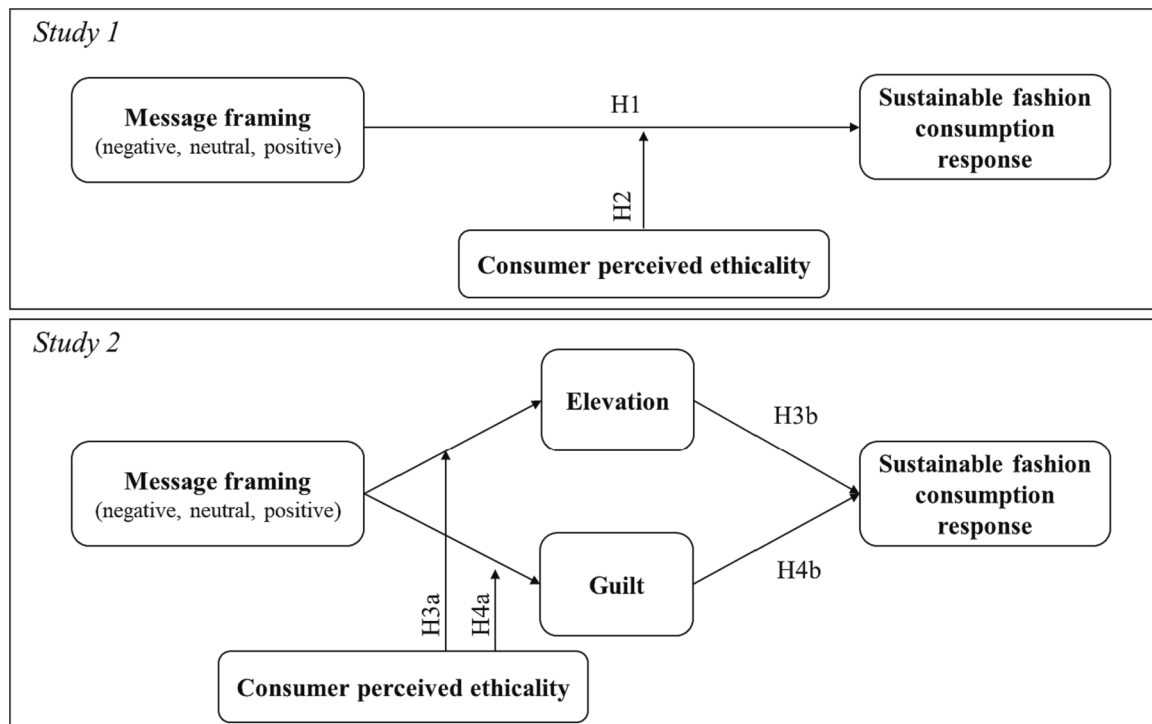 Study 1
Message framing
(negative, neutral, positive)
H1
Sustainable fashion
consumption
response
H2
Consumer perceived ethicality
Study 2
Elevation
H3b
Message framing
(negative, neutral, positive)
Sustainable fashion
consumption
response
Guilt
H4b
H3a
H4a
Consumer perceived ethicality